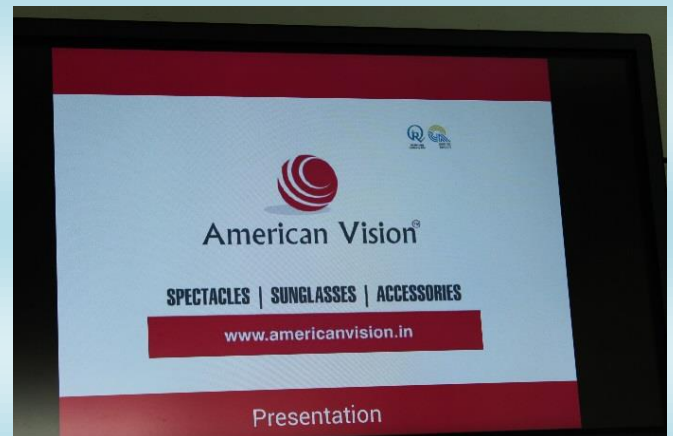 American Vision
SPECTACLES | SUNGLASSES | ACCESSORIES
www.americanvision.in
Presentation